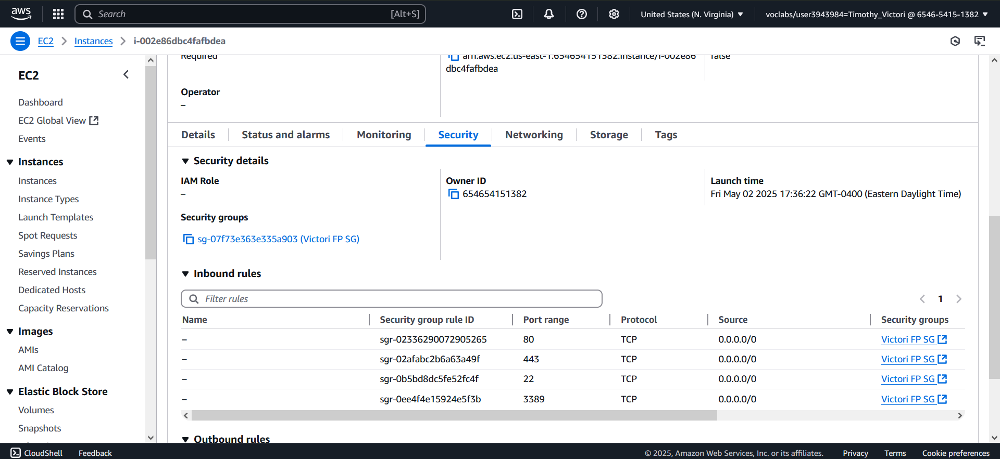 aws
Search [Alt+S]
United States (N. Virginia)
voclabs/user3943984=Timothy_Victori @ 6546-5415-1382
EC2 Instances i-002e86dbc4fafbdea
EC2
Dashboard
EC2 Global View
Events
Instances
Instances
Instance Types
Launch Templates
Spot Requests
Savings Plans
Reserved Instances
Dedicated Hosts
Capacity Reservations
Images
AMIs
AMI Catalog
Elastic Block Store
Volumes
Snapshots
Required
arn:aws:ec2:us-east-1:654654151382:instance/i-002e86
dbc4fafbdea
false
Operator
–
Details Status and alarms Monitoring Security Networking Storage Tags
Security details
IAM Role
–
Owner ID
654654151382
Launch time
Fri May 02 2025 17:36:22 GMT-0400 (Eastern Daylight Time)
Security groups
sg-07f73e363e335a903 (Victori FP SG)
Inbound rules
Filter rules
1
Name Security group rule ID Port range Protocol Source Security groups
– sgr-02336290072905265 80 TCP 0.0.0.0/0 Victori FP SG
– sgr-02afabc2b6a63a49f 443 TCP 0.0.0.0/0 Victori FP SG
– sgr-0b5bd8dc5fe52fc4f 22 TCP 0.0.0.0/0 Victori FP SG
– sgr-0ee4f4e15924e5f3b 3389 TCP 0.0.0.0/0 Victori FP SG
Outbound rules
CloudShell Feedback
© 2025, Amazon Web Services, Inc. or its affiliates. Privacy Terms Cookie preferences